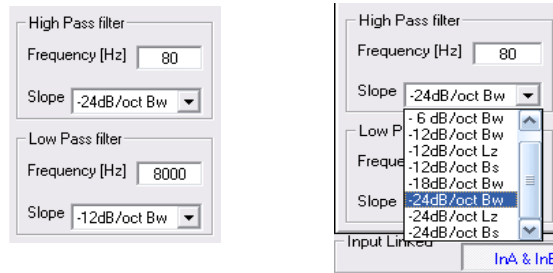 High Pass filter
Frequency [Hz] 80
Slope -24dB/oct Bw
Low Pass filter
Frequency [Hz] 8000
Slope -12dB/oct Bw
High Pass filter
Frequency [Hz] 80
Slope -24dB/oct Bw
- 6 dB/oct Bw
-12dB/oct Bw
-12dB/oct Lz
-12dB/oct Bs
-18dB/oct Bw
-24dB/oct Bw
-24dB/oct Lz
-24dB/oct Bs
Low P
Freque
Slope
Input Linked
InA & InB